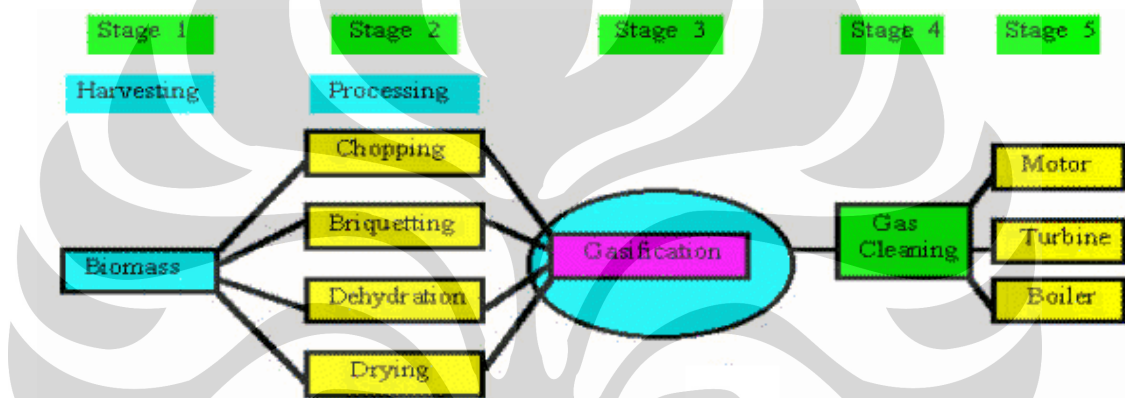 Stage 1
Stage 2
Stage 3
Stage 4
Stage 5
Harvesting
Processing
Biomass
Chopping
Briquetting
Dehydration
Drying
Gasification
Gas
Cleaning
Motor
Turbine
Boiler